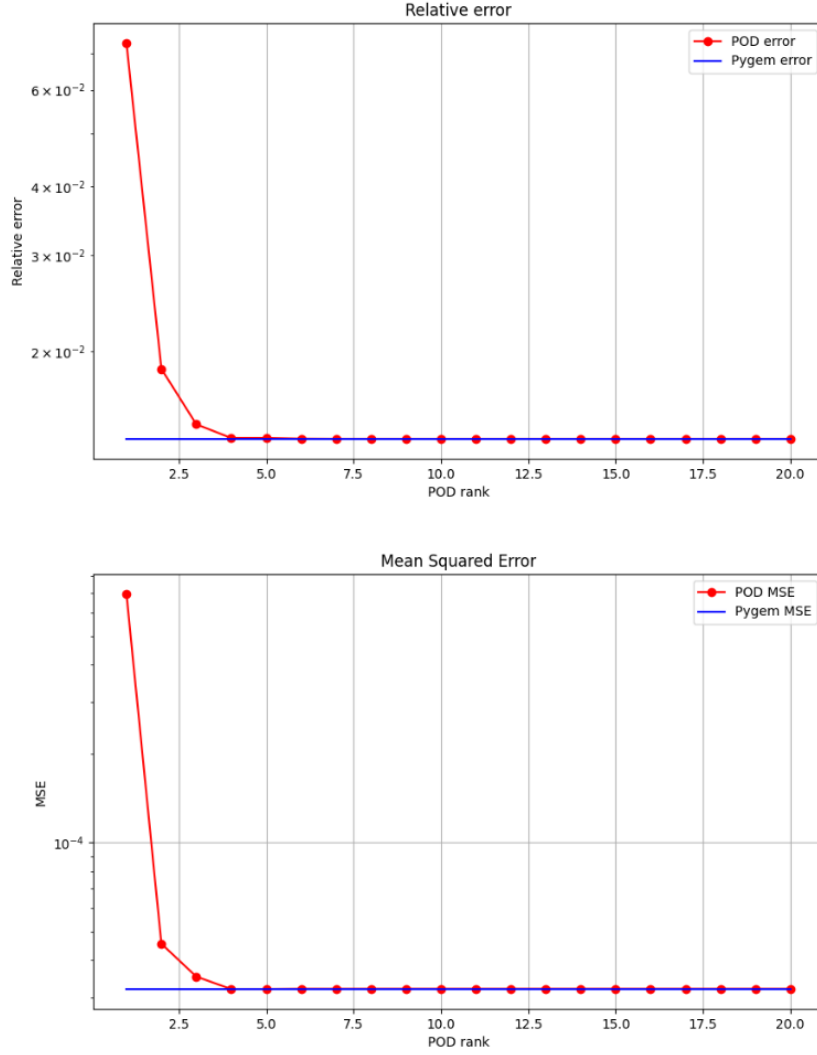 Relative error
POD error
Pygem error
6 × 10⁻²
4 × 10⁻²
3 × 10⁻²
2 × 10⁻²
Relative error
2.5 5.0 7.5 10.0 12.5 15.0 17.5 20.0
POD rank
Mean Squared Error
POD MSE
Pygem MSE
MSE
10⁻⁴
2.5 5.0 7.5 10.0 12.5 15.0 17.5 20.0
POD rank